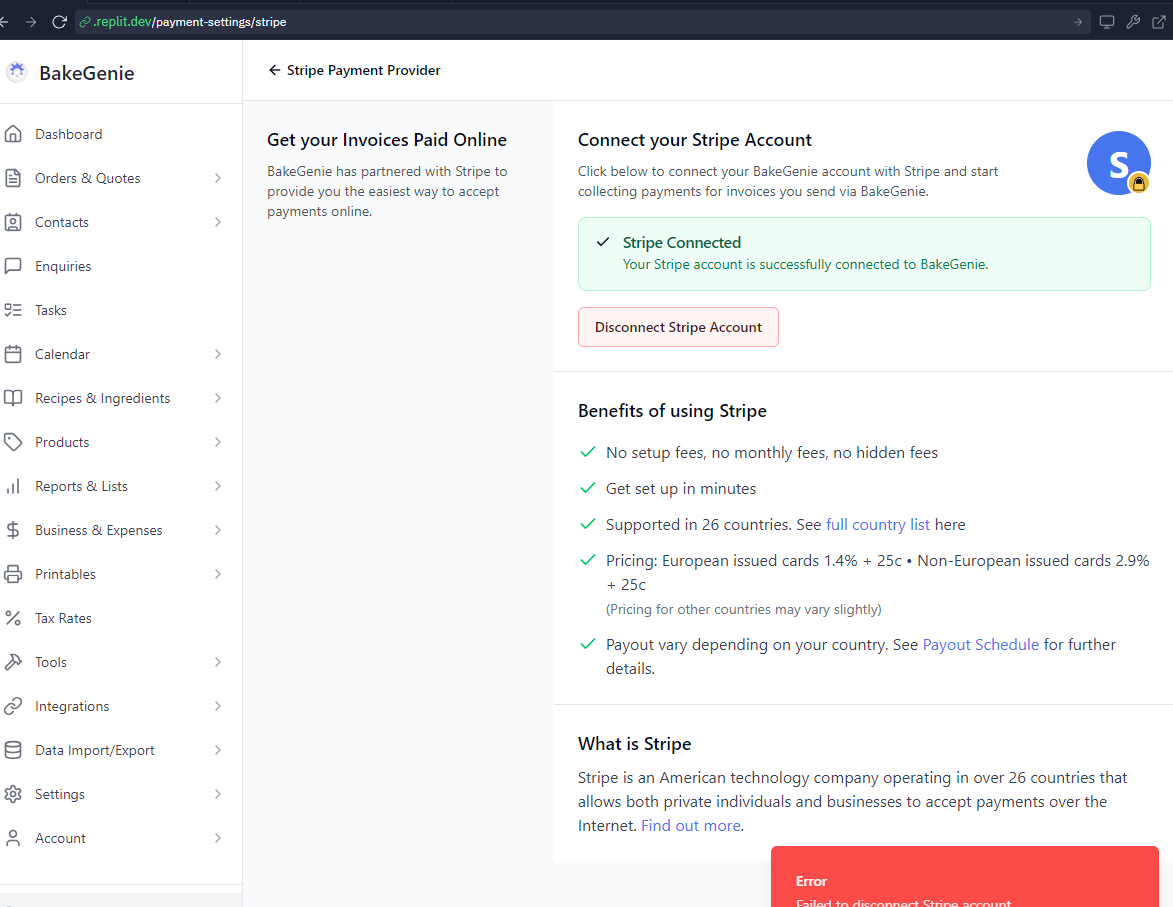 .replit.dev/payment-settings/stripe
BakeGenie
Stripe Payment Provider
Dashboard
Orders & Quotes
Contacts
Enquiries
Tasks
Calendar
Recipes & Ingredients
Products
Reports & Lists
Business & Expenses
Printables
Tax Rates
Tools
Integrations
Data Import/Export
Settings
Account
Get your Invoices Paid Online
BakeGenie has partnered with Stripe to
provide you the easiest way to accept
payments online.
Connect your Stripe Account
Click below to connect your BakeGenie account with Stripe and start
collecting payments for invoices you send via BakeGenie.
S
Stripe Connected
Your Stripe account is successfully connected to BakeGenie.
Disconnect Stripe Account
Benefits of using Stripe
No setup fees, no monthly fees, no hidden fees
Get set up in minutes
Supported in 26 countries. See full country list here
Pricing: European issued cards 1.4% + 25c • Non-European issued cards 2.9%
+ 25c
(Pricing for other countries may vary slightly)
Payout vary depending on your country. See Payout Schedule for further
details.
What is Stripe
Stripe is an American technology company operating in over 26 countries that
allows both private individuals and businesses to accept payments over the
Internet. Find out more.
Error
Failed to disconnect Stripe account